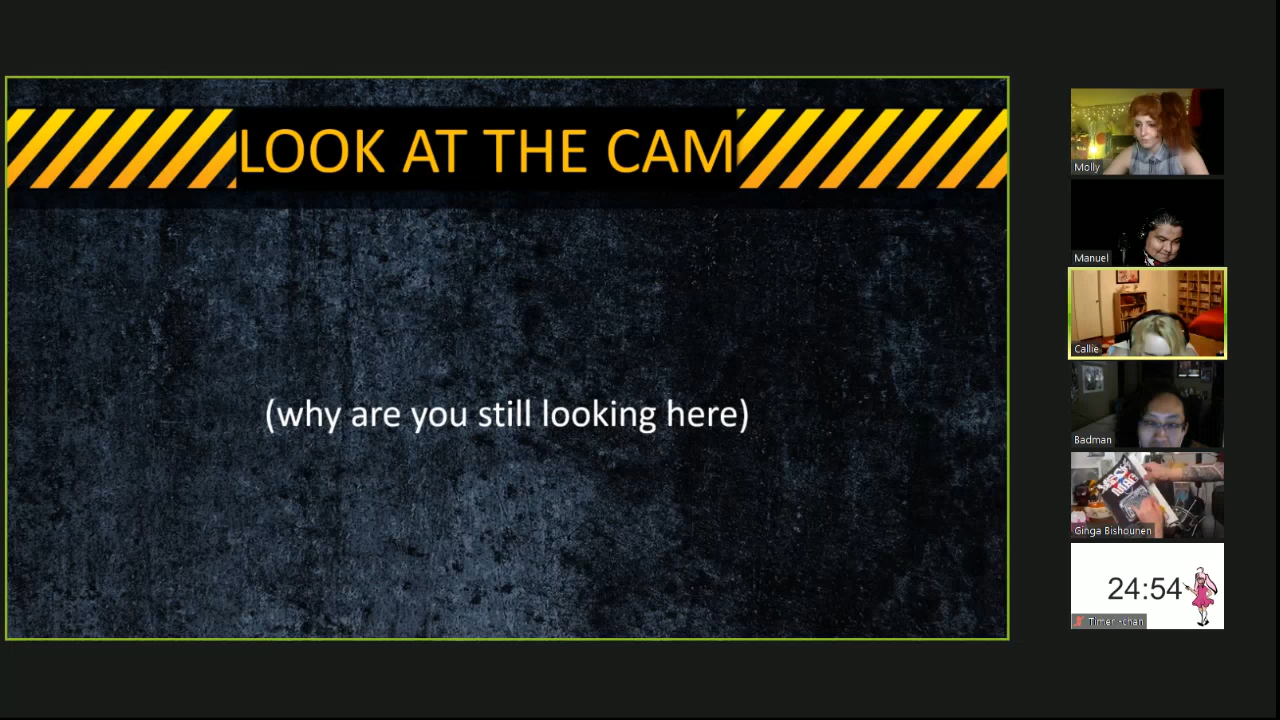 LOOK AT THE CAM
(why are you still looking here)
Molly
Manuel
Callie
Badman
Ginga Bishounen
24:54
Timer-chan